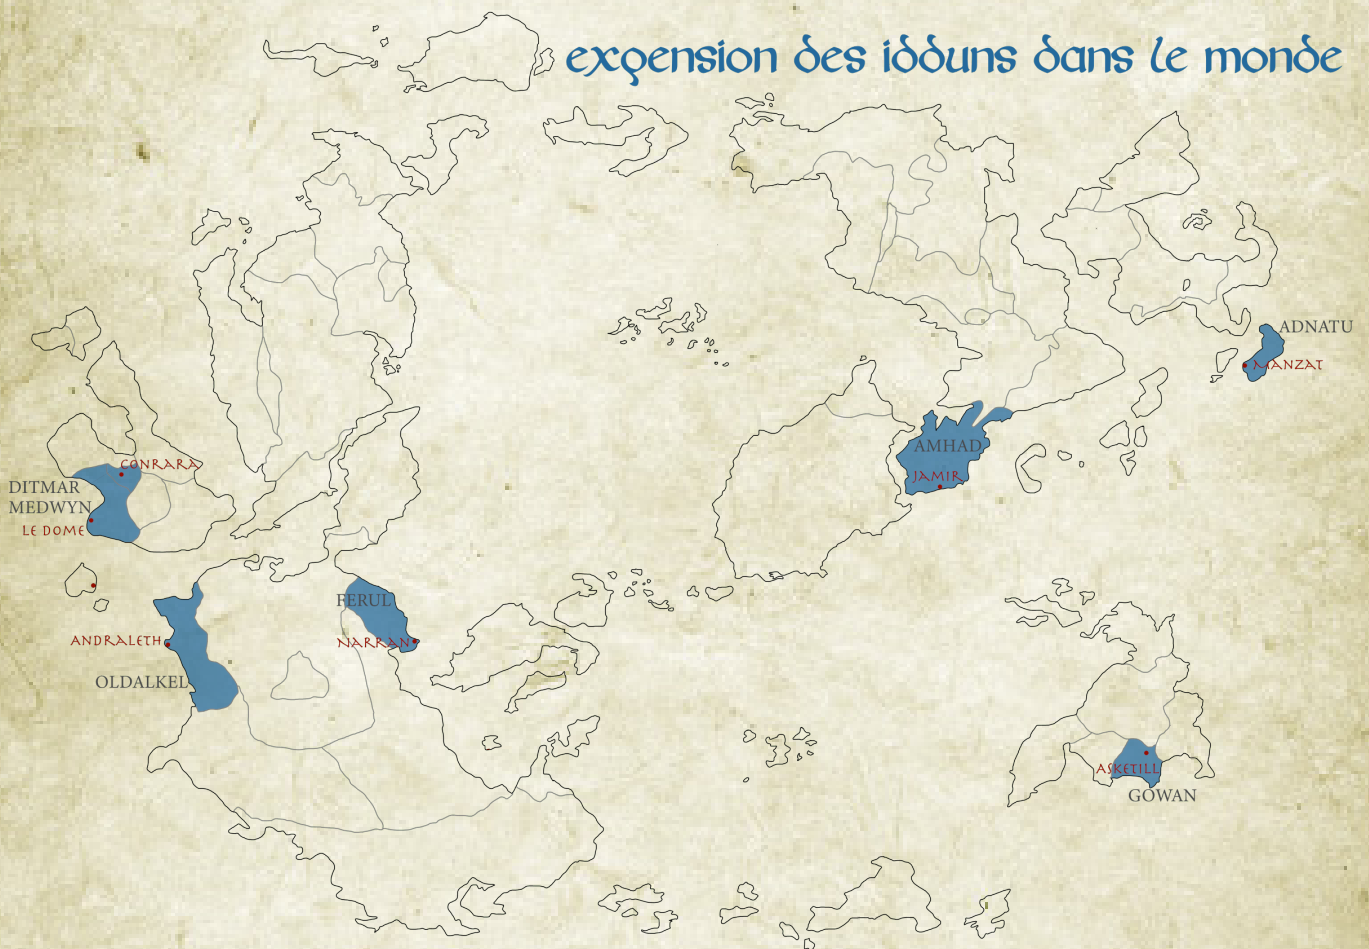 expension des idduns dans le monde
ADNATU
MANZAT
AMHAD
JAMIR
CONRARA
DITMAR
MEDWYN
LE DOME
FERUL
NARRAN
ANDRALETH
OLDALKEL
ASKETILL
GOWAN